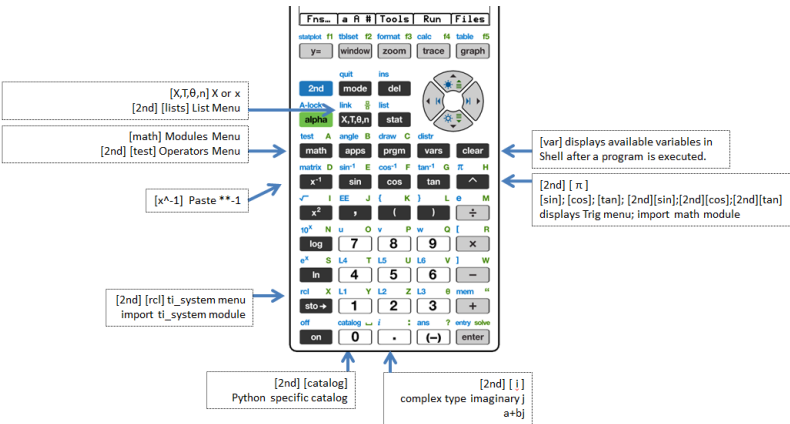 Fns… a A # Tools Run Files
statplot f1 tblset f2 format f3 calc f4 table f5
y= window zoom trace graph
quit ins
2nd mode del
A-lock link list
alpha X,T,θ,n stat
test A angle B draw C distr
math apps prgm vars clear
matrix D sin⁻¹ E cos⁻¹ F tan⁻¹ G π H
x⁻¹ sin cos tan ^
√ I EE J { K } L e M
x² , ( ) ÷
10ˣ N u O v P w Q [ R
log 7 8 9 ×
eˣ S L4 T L5 U L6 V ] W
ln 4 5 6 −
rcl X L1 Y L2 Z L3 θ mem "
sto→ 1 2 3 +
off catalog i : ans ? entry solve
on 0 . (−) enter
[X,T,θ,n] X or x
[2nd] [lists] List Menu
[math] Modules Menu
[2nd] [test] Operators Menu
[x^-1] Paste **-1
[2nd] [rcl] ti_system menu
import ti_system module
[var] displays available variables in
Shell after a program is executed.
[2nd] [ π ]
[sin]; [cos]; [tan]; [2nd][sin];[2nd][cos];[2nd][tan]
displays Trig menu; import math module
[2nd] [catalog]
Python specific catalog
[2nd] [ i ]
complex type imaginary j
a+bj